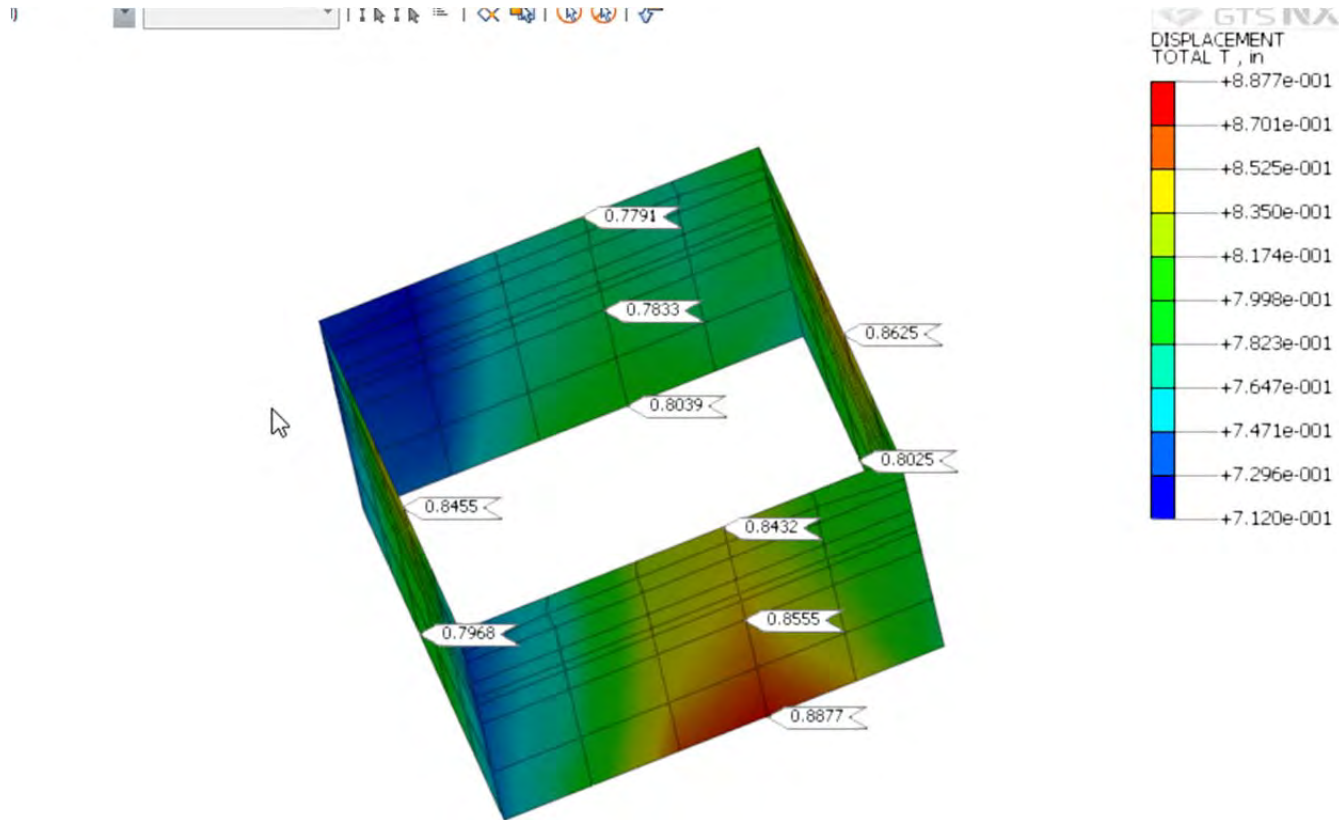 GTS NX
DISPLACEMENT
TOTAL T , in
+8.877e-001
+8.701e-001
+8.525e-001
+8.350e-001
+8.174e-001
+7.998e-001
+7.823e-001
+7.647e-001
+7.471e-001
+7.296e-001
+7.120e-001
0.7791
0.7833
0.8625
0.8039
0.8025
0.8455
0.8432
0.8555
0.7968
0.8877